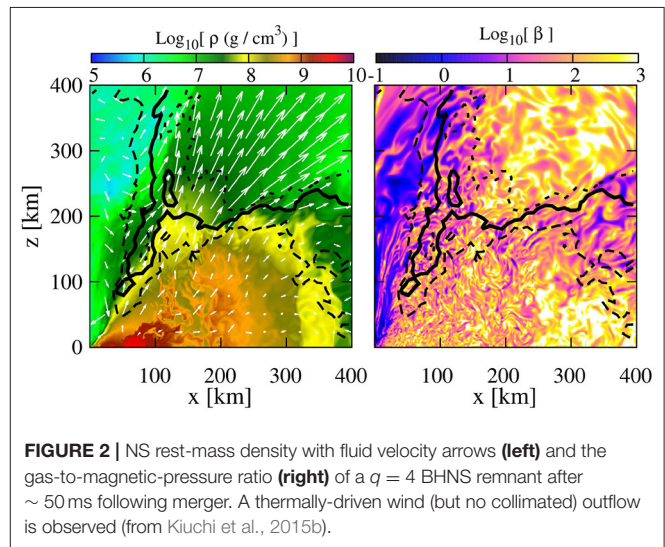 Log10[ ρ (g / cm3) ]
Log10[ β ]
5 6 7 8 9 10
-1 0 1 2 3
400
300
200
100
0
z [km]
100 200 300 400
x [km]
100 200 300 400
x [km]
FIGURE 2 | NS rest-mass density with fluid velocity arrows (left) and the
gas-to-magnetic-pressure ratio (right) of a q = 4 BHNS remnant after
∼ 50 ms following merger. A thermally-driven wind (but no collimated) outflow
is observed (from Kiuchi et al., 2015b).